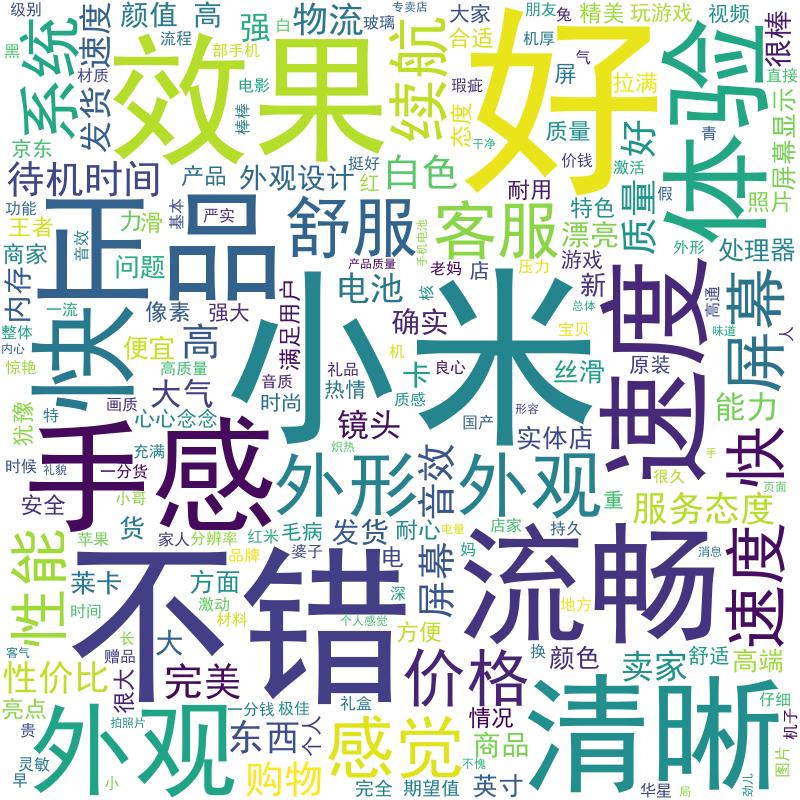 级别
颜值
高
强
物流
专卖店
大家
朋友
兔
精美
玩游戏
视频
很棒
系统
速度
流程
白
玻璃
续航
合适
机厚
发货
效果
部手机
好
屏
气
拉满
直接
体验
材质
电影
瑕疵
态度
干净
质量
好
青
屏幕显示
京东
棒棒
价钱
激活
待机时间
产品
外观设计
挺好
红
白色
耐用
质量
假
照片
功能
王者
力滑
基本
严实
舒服
手机电池
客服
特色
漂亮
正品
音效
商家
问题
产品质量
老妈
店
压力
游戏
外形
处理器
内存
像素
强大
满足用户
电池
核
新
高通
一流
快
小米
确实
机
宝贝
总体
速度
味道
人
屏幕
整体
内心
便宜
高
礼品
惊艳
高质量
音质
热情
卡
良心
丝滑
原装
特
画质
大气
时尚
质感
能力
犹豫
心心念念
镜头
国产
形容
实体店
手感
充满
炽热
快
时候
礼貌
一分货
外形
音效
外观
很久
手
页面
安全
小哥
重
服务态度
货
红米
毛病
发货
耐心
电量
店家
持久
苹果
家人
分辨率
性能
品牌
婆子
电
屏幕
妈
消息
速度
莱卡
方面
不错
深
流畅
时间
激动
材料
个人感觉
方便
地方
客气
长
大
换
颜色
卖家
舒适
高端
性价比
赠品
很大
完美
价格
亮点
一分钱
极佳
礼盒
情况
清晰
仔细
贵
外观
拍照片
东西
个人
感觉
商品
机子
灵敏
不愧
图片
早
小
购物
完全
期望值
英寸
华星
局
劲儿